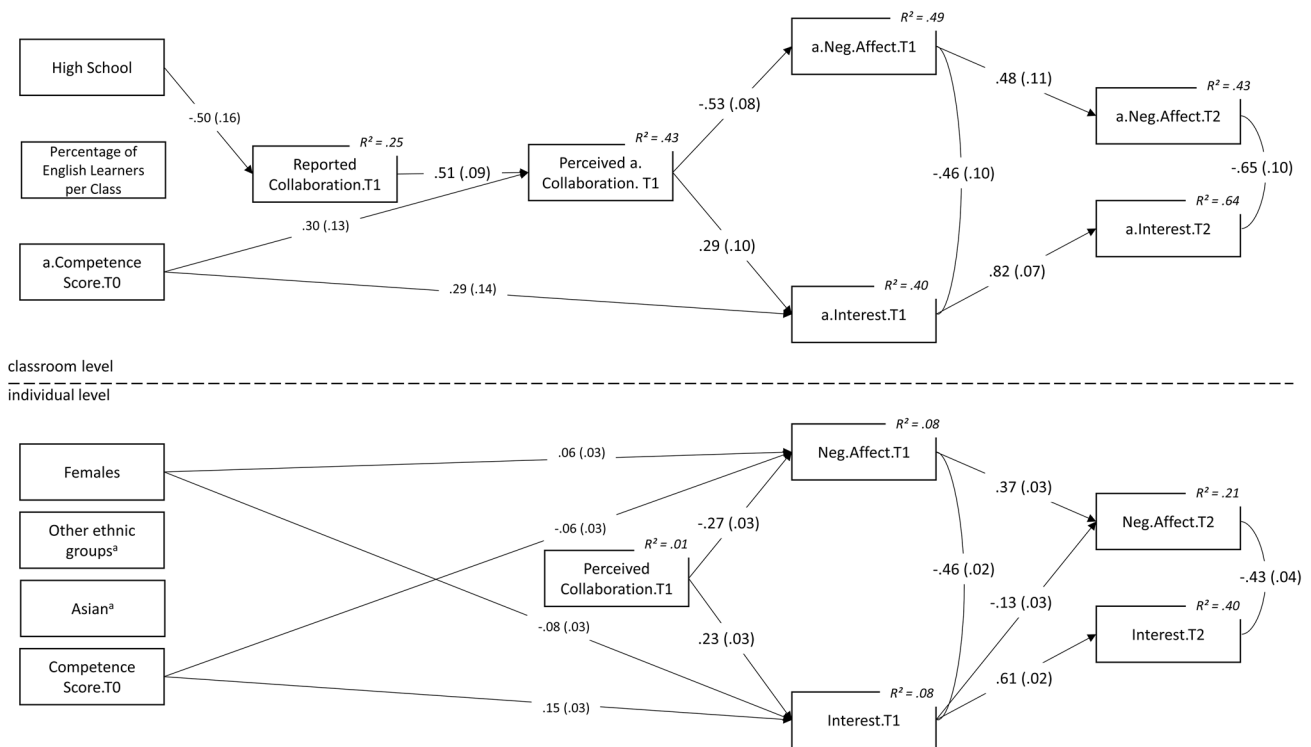 R² = .49
High School
a.Neg.Affect.T1
.48 (.11)
R² = .43
-.53 (.08)
-.50 (.16)
a.Neg.Affect.T2
R² = .25
R² = .43
Percentage of
English Learners
per Class
Reported
Collaboration.T1
.51 (.09)
Perceived a.
Collaboration. T1
-.46 (.10)
-.65 (.10)
R² = .64
.30 (.13)
a.Interest.T2
.29 (.10)
a.Competence
Score.T0
.82 (.07)
.29 (.14)
R² = .40
a.Interest.T1
classroom level
individual level
R² = .08
Females
.06 (.03)
Neg.Affect.T1
.37 (.03)
R² = .21
Other ethnic
groupsᵃ
-.06 (.03)
-.27 (.03)
Neg.Affect.T2
R² = .01
Perceived
Collaboration.T1
-.46 (.02)
-.43 (.04)
Asianᵃ
-.13 (.03)
R² = .40
-.08 (.03)
.23 (.03)
Interest.T2
Competence
Score.T0
.61 (.02)
.15 (.03)
R² = .08
Interest.T1